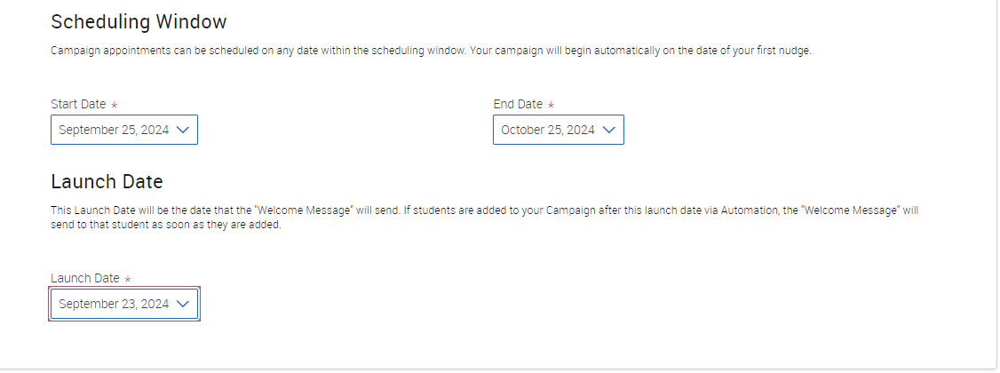 Scheduling Window
Campaign appointments can be scheduled on any date within the scheduling window. Your campaign will begin automatically on the date of your first nudge.
Start Date *
End Date *
September 25, 2024
October 25, 2024
Launch Date
This Launch Date will be the date that the "Welcome Message" will send. If students are added to your Campaign after this launch date via Automation, the "Welcome Message" will
send to that student as soon as they are added.
Launch Date *
September 23, 2024